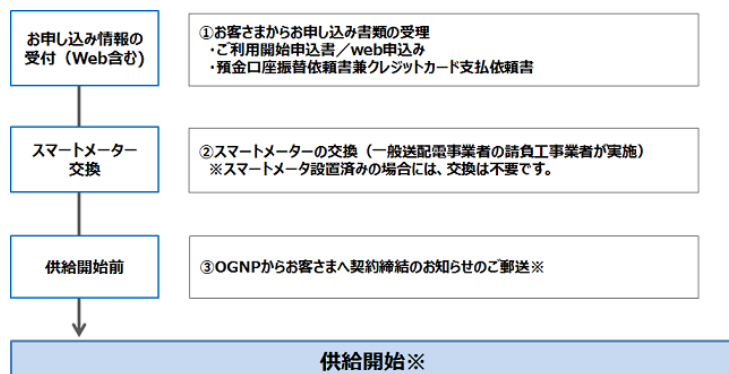 お申し込み情報の
受付（Web含む)
①お客さまからお申し込み書類の受理
・ご利用開始申込書／web申込み
・預金口座振替依頼書兼クレジットカード支払依頼書
スマートメーター
交換
②スマートメーターの交換（一般送配電事業者の請負工事業者が実施）
※スマートメータ設置済みの場合には、交換は不要です。
供給開始前
③OGNPからお客さまへ契約締結のお知らせのご郵送※
供給開始※